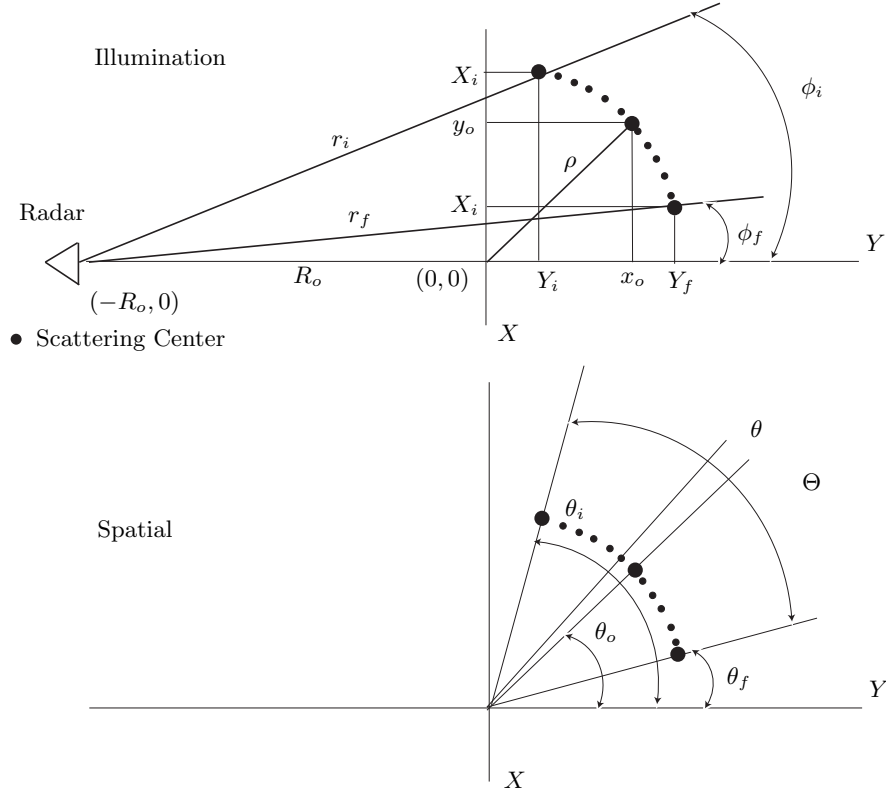 Illumination
X_i
ϕ_i
y_o
r_i
ρ
Radar
X_i
r_f
ϕ_f
Y
R_o
(0, 0)
Y_i
x_o
Y_f
(−R_o, 0)
X
Scattering Center
θ
Θ
θ_i
Spatial
θ_o
θ_f
Y
X